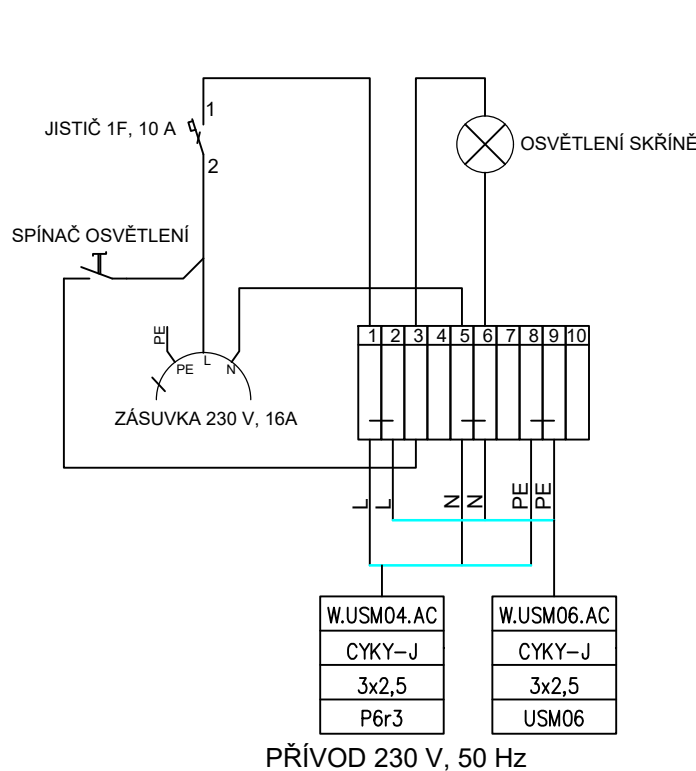 1
JISTIČ 1F, 10 A
2
OSVĚTLENÍ SKŘÍNĚ
SPÍNAČ OSVĚTLENÍ
PE
PE
L
N
ZÁSUVKA 230 V, 16A
1 2 3 4 5 6 7 8 9 10
L L N N PE PE
W.USM04.AC
CYKY-J
3x2,5
P6r3
W.USM06.AC
CYKY-J
3x2,5
USM06
PŘÍVOD 230 V, 50 Hz